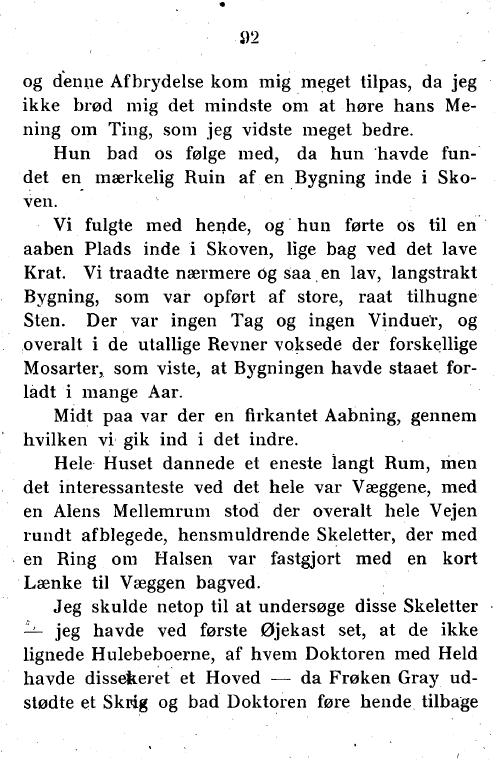 92
og denne Afbrydelse kom mig meget tilpas, da jeg
ikke brød mig det mindste om at høre hans Me-
ning om Ting, som jeg vidste meget bedre.
Hun bad os følge med, da hun havde fun-
det en mærkelig Ruin af en Bygning inde i Sko-
ven.
Vi fulgte med hende, og hun førte os til en
aaben Plads inde i Skoven, lige bag ved det lave
Krat. Vi traadte nærmere og saa en lav, langstrakt
Bygning, som var opført af store, raat tilhugne
Sten. Der var ingen Tag og ingen Vinduer, og
overalt i de utallige Revner voksede der forskellige
Mosarter, som viste, at Bygningen havde staaet for-
ladt i mange Aar.
Midt paa var der en firkantet Aabning, gennem
hvilken vi gik ind i det indre.
Hele Huset dannede et eneste langt Rum, men
det interessanteste ved det hele var Væggene, med
en Alens Mellemrum stod der overalt hele Vejen
rundt afblegede, hensmuldrende Skeletter, der med
en Ring om Halsen var fastgjort med en kort
Lænke til Væggen bagved.
Jeg skulde netop til at undersøge disse Skeletter
— jeg havde ved første Øjekast set, at de ikke
lignede Hulebeboerne, af hvem Doktoren med Held
havde dissekeret et Hoved — da Frøken Gray ud-
stødte et Skrig og bad Doktoren føre hende tilbage